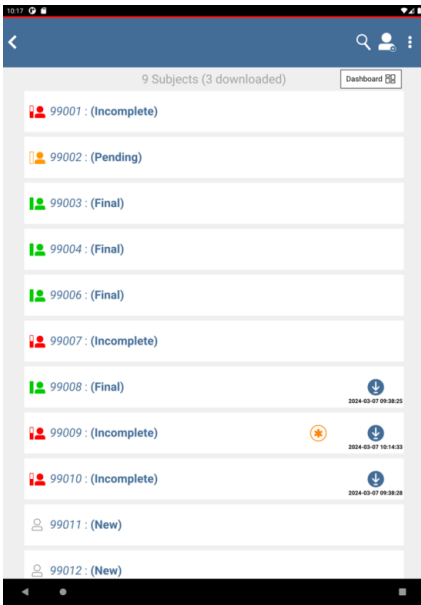 10:17
9 Subjects (3 downloaded)
Dashboard
99001 : (Incomplete)
99002 : (Pending)
99003 : (Final)
99004 : (Final)
99006 : (Final)
99007 : (Incomplete)
99008 : (Final)
2024-03-07 09:38:25
99009 : (Incomplete)
2024-03-07 10:14:33
99010 : (Incomplete)
2024-03-07 09:38:28
99011 : (New)
99012 : (New)